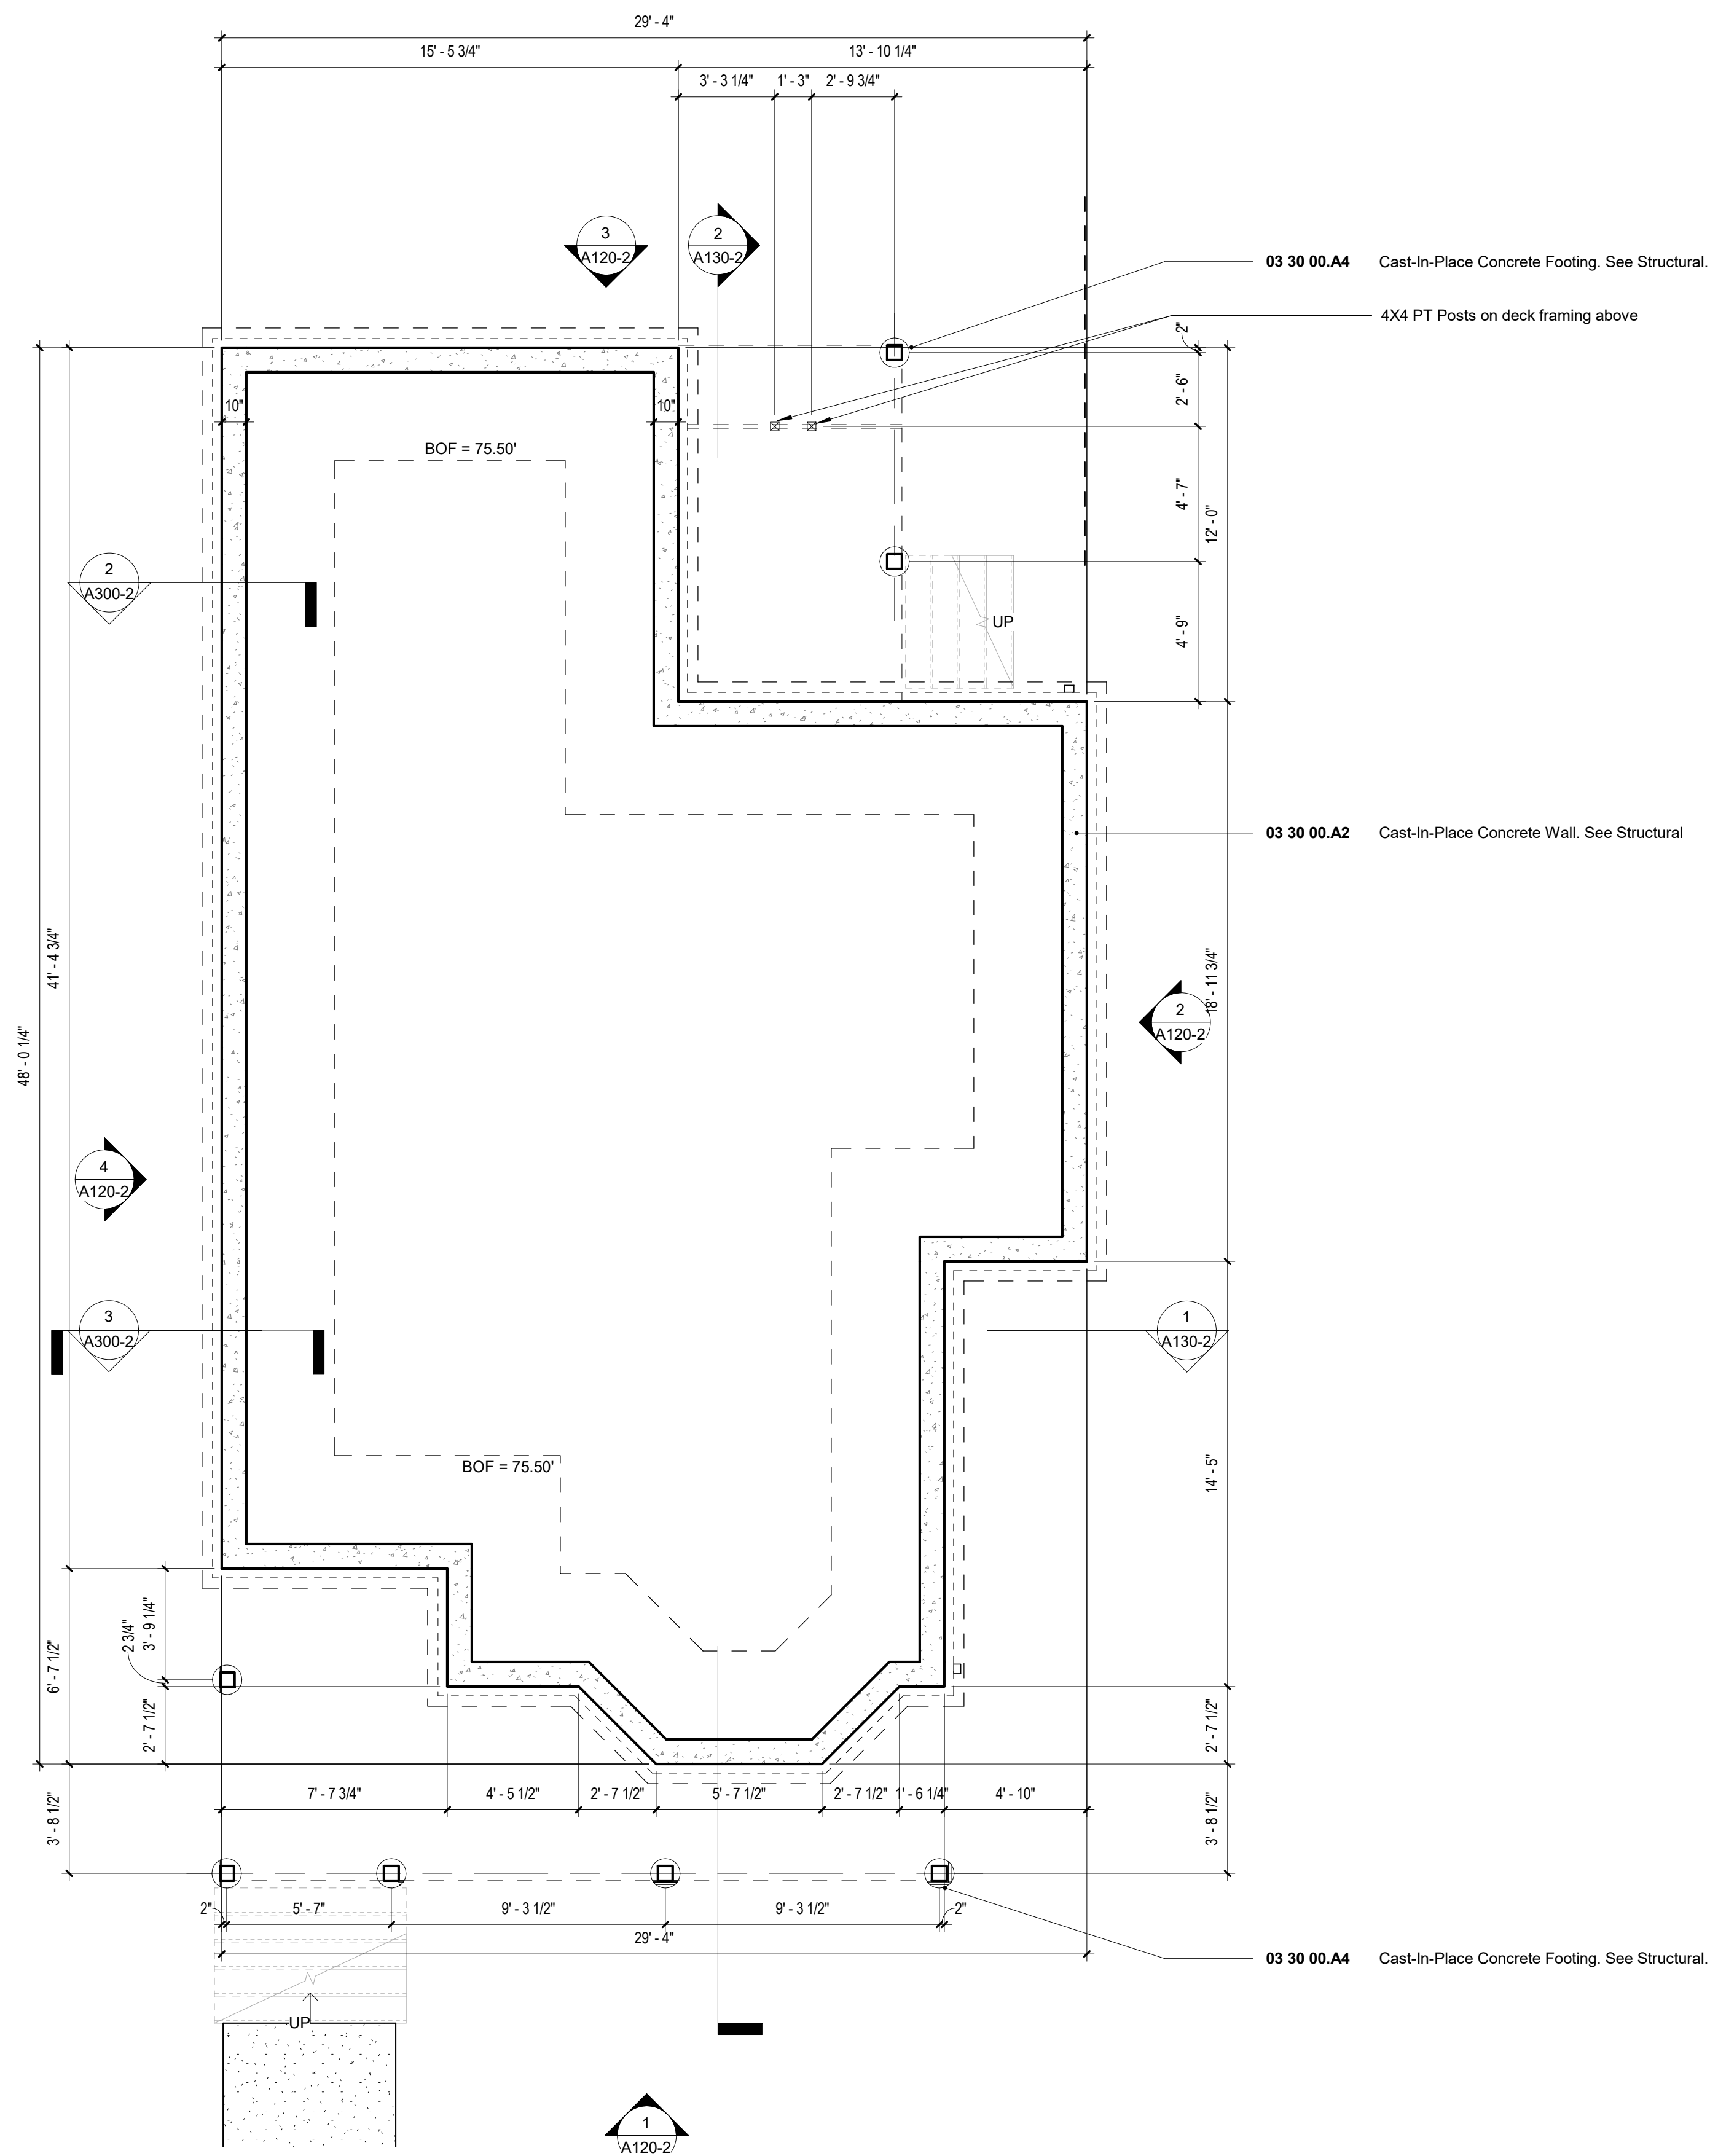 29' - 4"
15' - 5 3/4"
13' - 10 1/4"
3' - 3 1/4"
1' - 3"
2' - 9 3/4"
3
A120-2
2
A130-2
03 30 00.A4 Cast-In-Place Concrete Footing. See Structural.
4X4 PT Posts on deck framing above
2"
2' - 6"
10"
10"
BOF = 75.50'
4' - 7"
12' - 0"
2
A300-2
UP
4' - 9"
03 30 00.A2 Cast-In-Place Concrete Wall. See Structural
41' - 4 3/4"
18' - 11 3/4"
2
A120-2
48' - 0 1/4"
4
A120-2
3
A300-2
1
A130-2
BOF = 75.50'
14' - 5"
2 3/4"
3' - 9 1/4"
6' - 7 1/2"
2' - 7 1/2"
2' - 7 1/2"
7' - 7 3/4"
4' - 5 1/2"
2' - 7 1/2"
5' - 7 1/2"
2' - 7 1/2"
1' - 6 1/4"
4' - 10"
3' - 8 1/2"
3' - 8 1/2"
2"
5' - 7"
9' - 3 1/2"
9' - 3 1/2"
2"
29' - 4"
03 30 00.A4 Cast-In-Place Concrete Footing. See Structural.
UP
1
A120-2